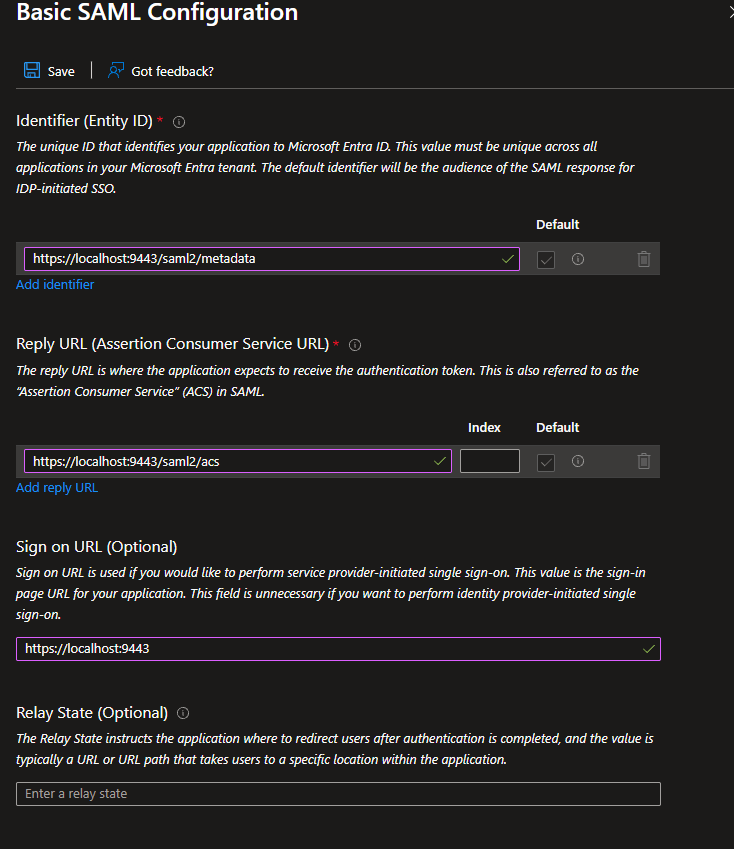 Basic SAML Configuration
Save
Got feedback?
Identifier (Entity ID) *
The unique ID that identifies your application to Microsoft Entra ID. This value must be unique across all
applications in your Microsoft Entra tenant. The default identifier will be the audience of the SAML response for
IDP-initiated SSO.
Default
https://localhost:9443/saml2/metadata
Add identifier
Reply URL (Assertion Consumer Service URL) *
The reply URL is where the application expects to receive the authentication token. This is also referred to as the
“Assertion Consumer Service” (ACS) in SAML.
Index Default
https://localhost:9443/saml2/acs
Add reply URL
Sign on URL (Optional)
Sign on URL is used if you would like to perform service provider-initiated single sign-on. This value is the sign-in
page URL for your application. This field is unnecessary if you want to perform identity provider-initiated single
sign-on.
https://localhost:9443
Relay State (Optional)
The Relay State instructs the application where to redirect users after authentication is completed, and the value is
typically a URL or URL path that takes users to a specific location within the application.
Enter a relay state